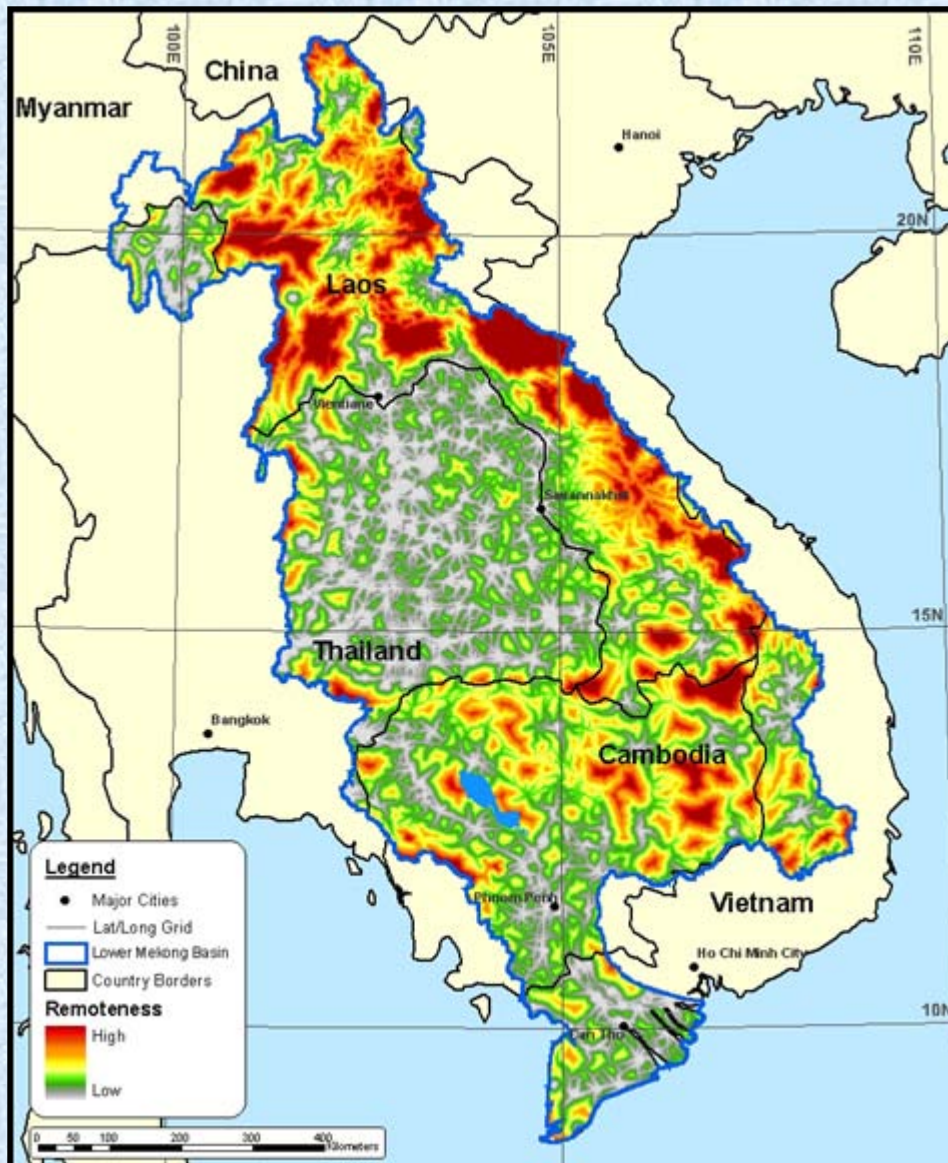 100E
105E
110E
China
Myanmar
Hanoi
20N
Laos
Vientiane
Savannakhet
15N
Thailand
Bangkok
Cambodia
Phnom Penh
Vietnam
Ho Chi Minh City
Can Tho
10N
Legend
Major Cities
Lat/Long Grid
Lower Mekong Basin
Country Borders
Remoteness
High
Low
0 50 100 200 300 400
Kilometers